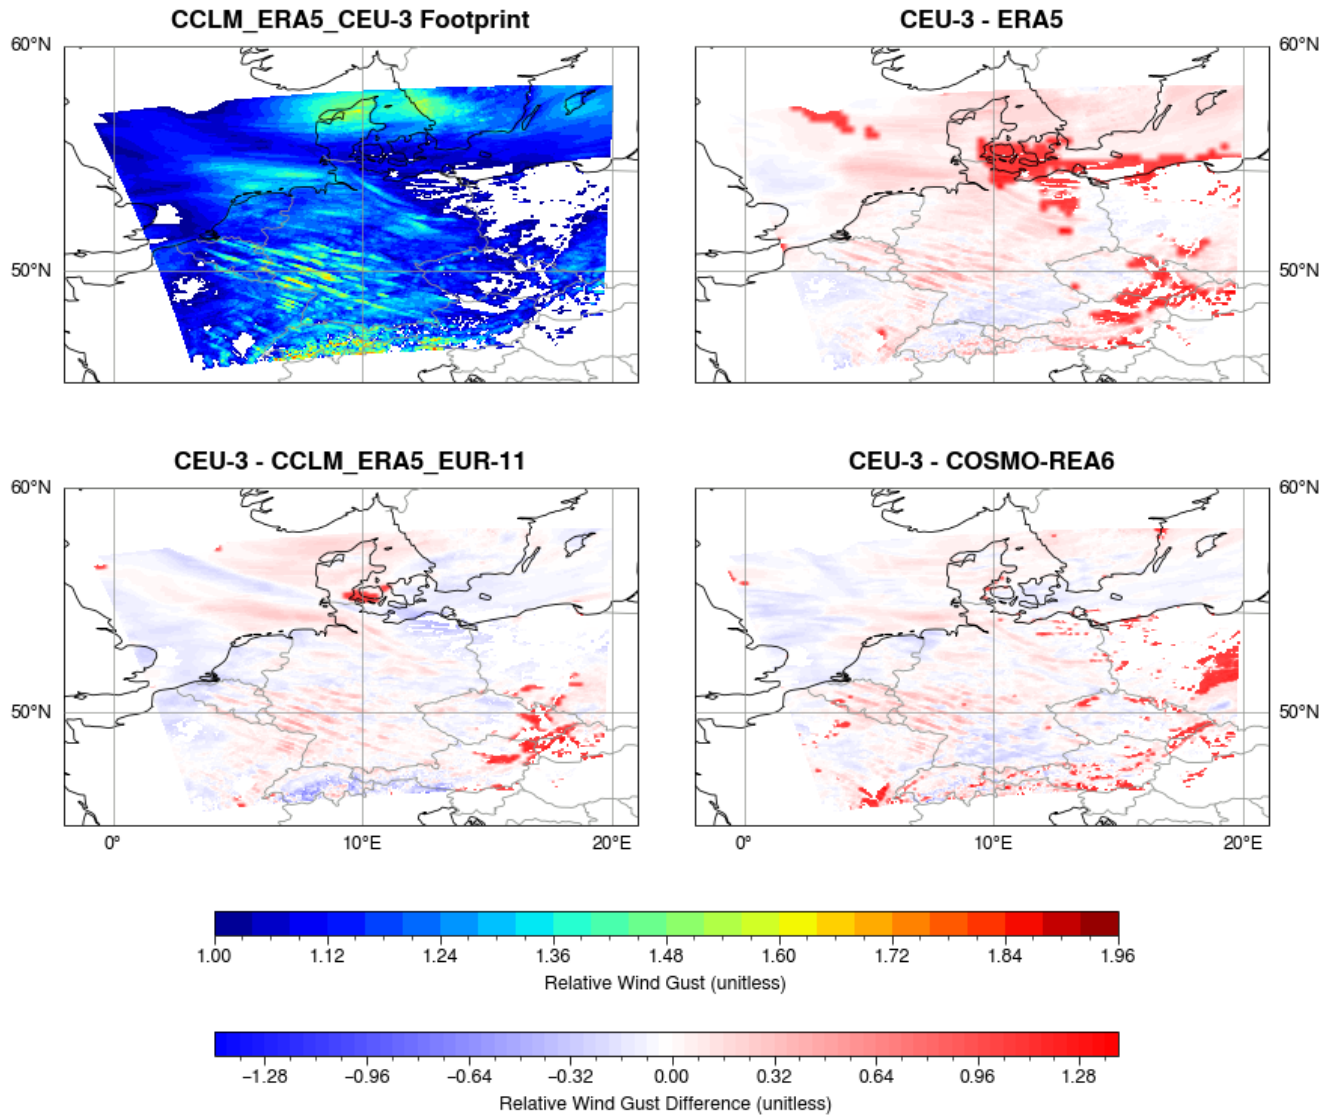 CCLM_ERA5_CEU-3 Footprint
CEU-3 - ERA5
60°N
60°N
50°N
50°N
CEU-3 - CCLM_ERA5_EUR-11
CEU-3 - COSMO-REA6
60°N
60°N
50°N
50°N
0° 10°E 20°E
0° 10°E 20°E
1.00 1.12 1.24 1.36 1.48 1.60 1.72 1.84 1.96
Relative Wind Gust (unitless)
−1.28 −0.96 −0.64 −0.32 0.00 0.32 0.64 0.96 1.28
Relative Wind Gust Difference (unitless)